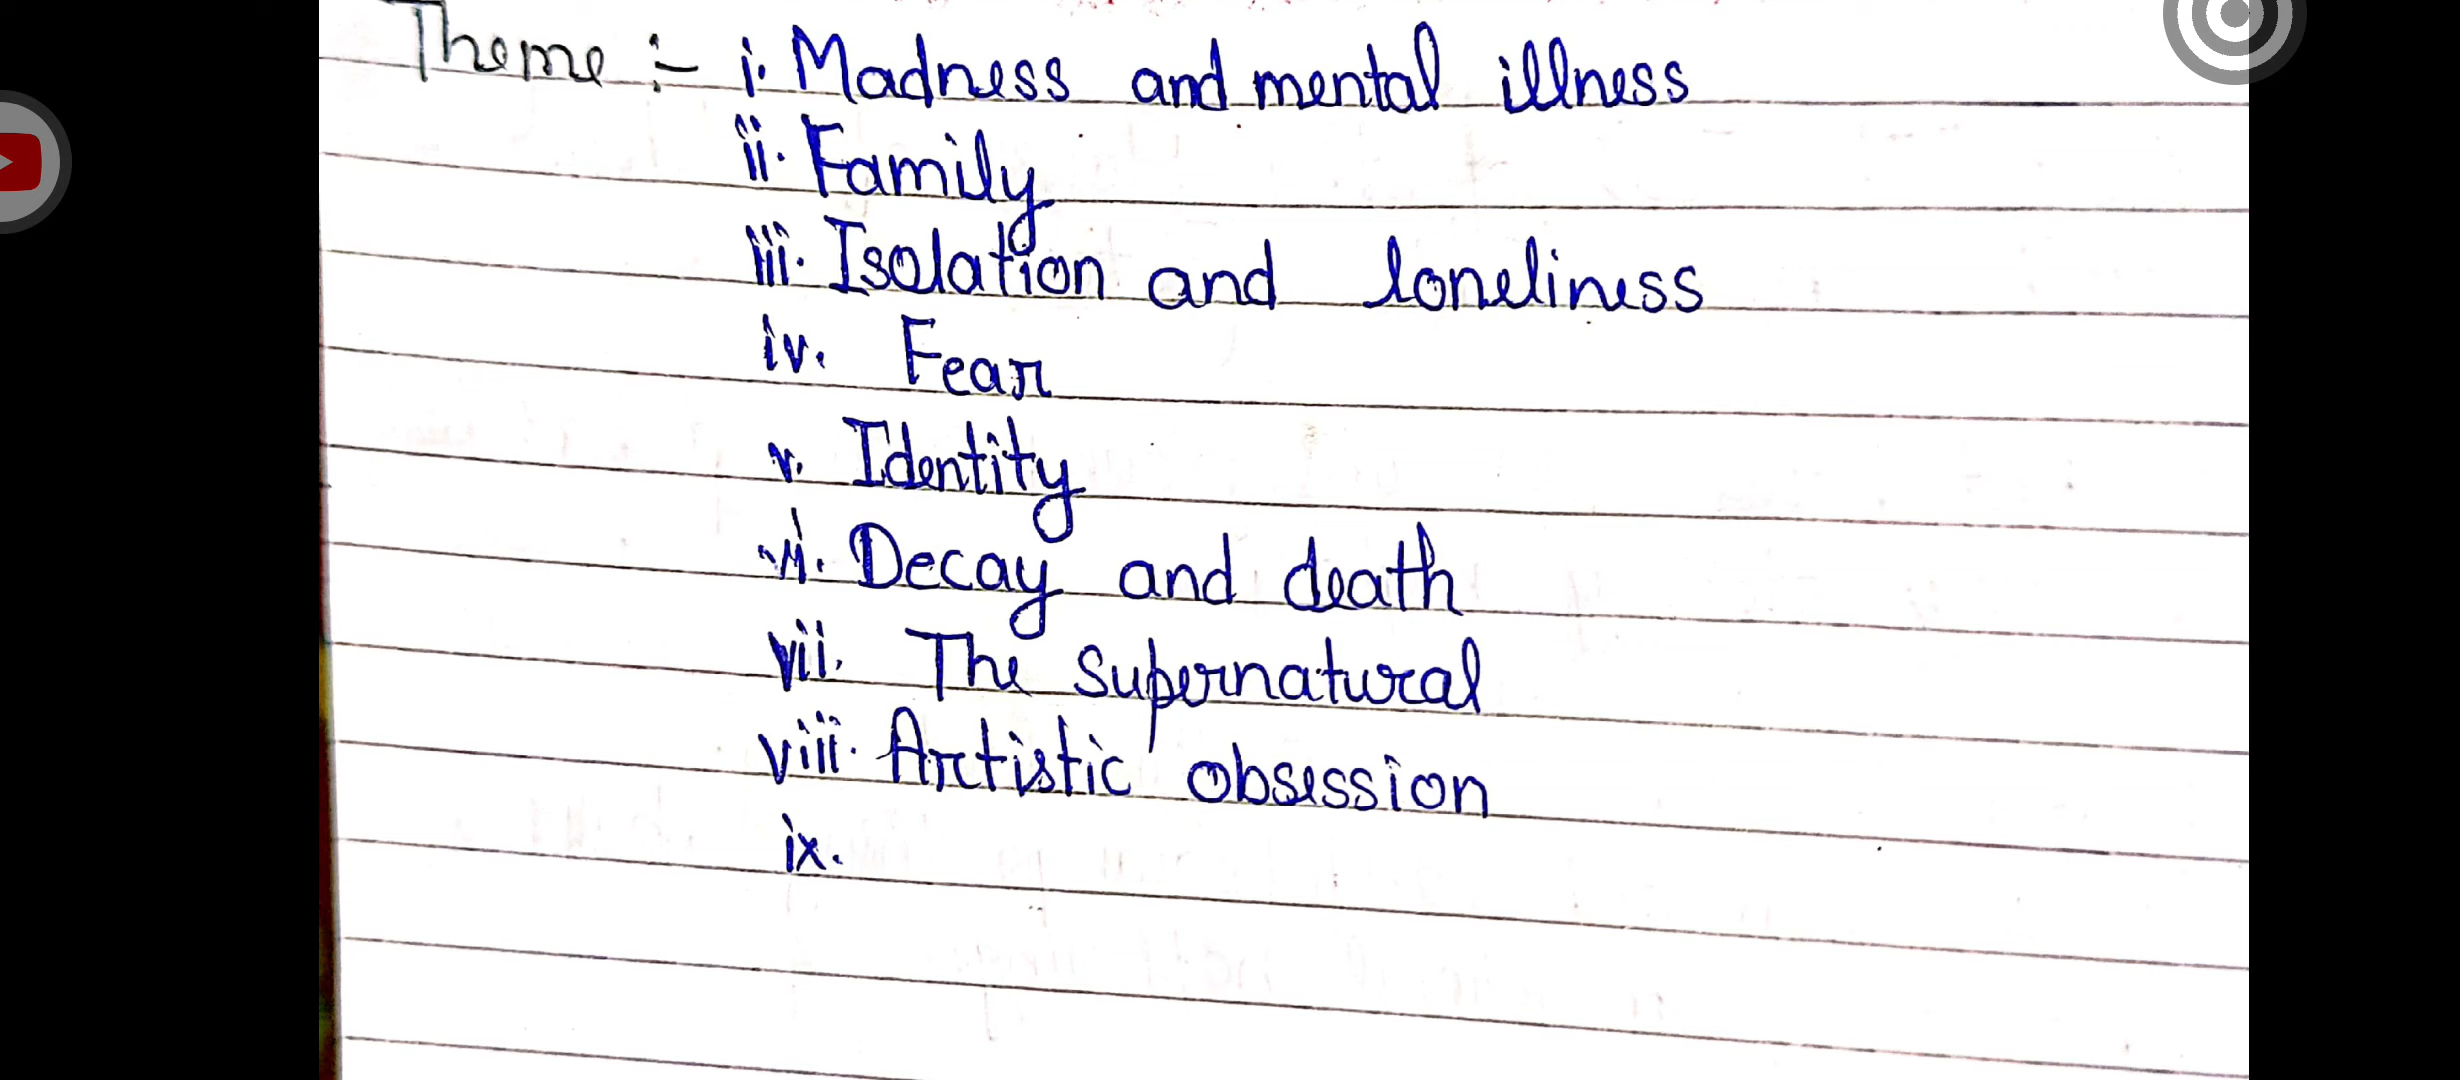 Theme :- i. Madness and mental illness
ii. Family
iii. Isolation and loneliness
iv. Fear
v. Identity
vi. Decay and death
vii. The supernatural
viii. Artistic obsession
ix.